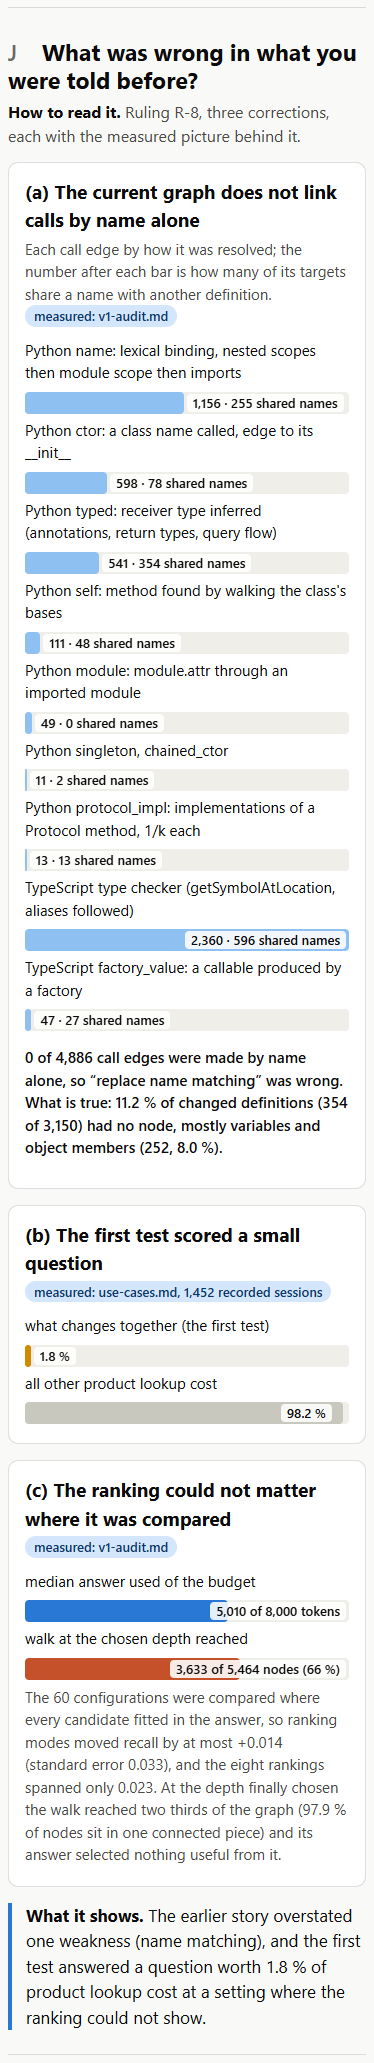 J What was wrong in what you
were told before?
How to read it. Ruling R-8, three corrections,
each with the measured picture behind it.
(a) The current graph does not link
calls by name alone
Each call edge by how it was resolved; the
number after each bar is how many of its targets
share a name with another definition.
measured: v1-audit.md
Python name: lexical binding, nested scopes
then module scope then imports
1,156 · 255 shared names
Python ctor: a class name called, edge to its
__init__
598 · 78 shared names
Python typed: receiver type inferred
(annotations, return types, query flow)
541 · 354 shared names
Python self: method found by walking the class's
bases
111 · 48 shared names
Python module: module.attr through an
imported module
49 · 0 shared names
Python singleton, chained_ctor
11 · 2 shared names
Python protocol_impl: implementations of a
Protocol method, 1/k each
13 · 13 shared names
TypeScript type checker (getSymbolAtLocation,
aliases followed)
2,360 · 596 shared names
TypeScript factory_value: a callable produced by
a factory
47 · 27 shared names
0 of 4,886 call edges were made by name
alone, so “replace name matching” was wrong.
What is true: 11.2 % of changed definitions (354
of 3,150) had no node, mostly variables and
object members (252, 8.0 %).
(b) The first test scored a small
question
measured: use-cases.md, 1,452 recorded sessions
what changes together (the first test)
1.8 %
all other product lookup cost
98.2 %
(c) The ranking could not matter
where it was compared
measured: v1-audit.md
median answer used of the budget
5,010 of 8,000 tokens
walk at the chosen depth reached
3,633 of 5,464 nodes (66 %)
The 60 configurations were compared where
every candidate fitted in the answer, so ranking
modes moved recall by at most +0.014
(standard error 0.033), and the eight rankings
spanned only 0.023. At the depth finally chosen
the walk reached two thirds of the graph (97.9 %
of nodes sit in one connected piece) and its
answer selected nothing useful from it.
What it shows. The earlier story overstated
one weakness (name matching), and the first
test answered a question worth 1.8 % of
product lookup cost at a setting where the
ranking could not show.